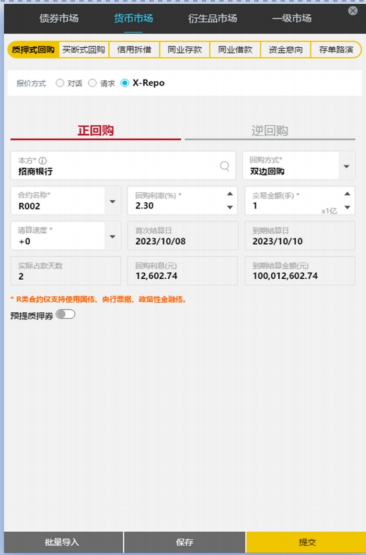 债券市场 货币市场 衍生品市场 一级市场
质押式回购 买断式回购 信用拆借 同业存款 同业借款 资金意向 存单路演
报价方式 对话 请求 X-Repo
正回购 逆回购
本方*
招商银行
回购方式*
双边回购
合约名称*
R002
回购利率(%) *
2.30
交易金额(手) *
1
x1亿
清算速度 *
+0
首次结算日
2023/10/08
到期结算日
2023/10/10
实际占款天数
2
回购利息(元)
12,602.74
到期结算金额(元)
100,012,602.74
* R类合约仅支持使用国债、央行票据、政策性金融债。
预提质押券
批量导入 保存 提交